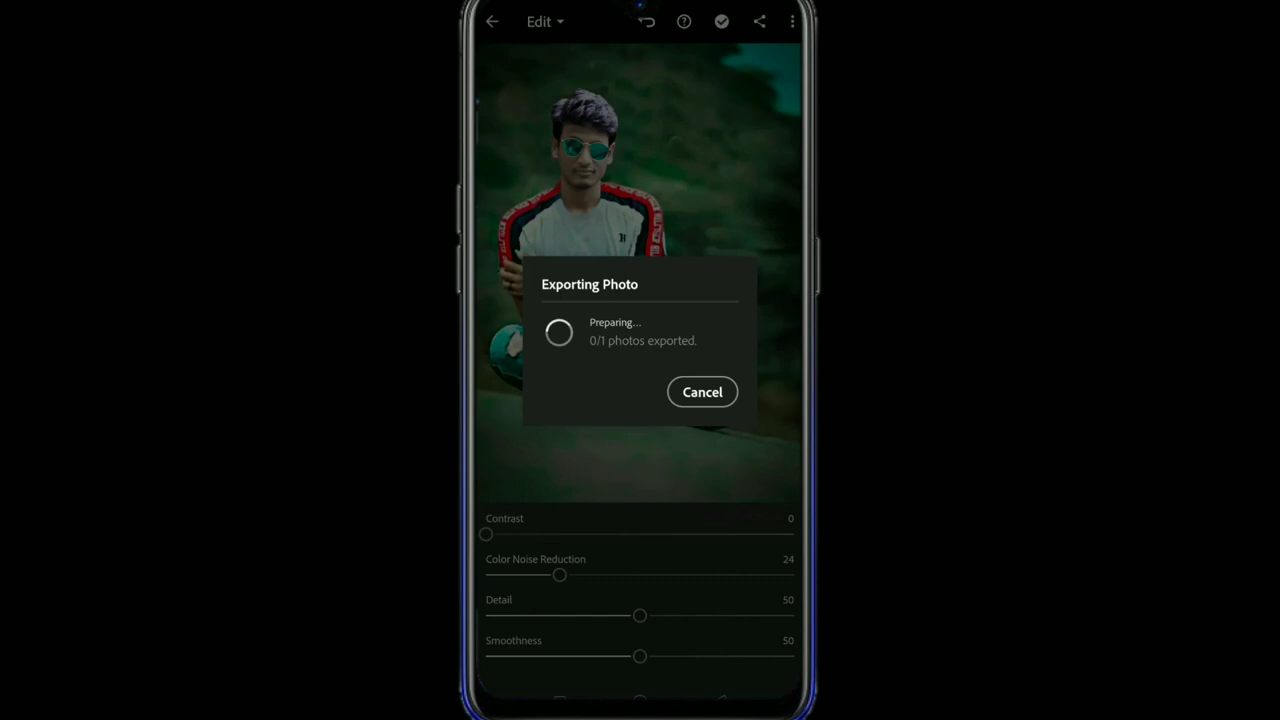 Edit
Exporting Photo
Preparing...
0/1 photos exported.
Cancel
Contrast 0
Color Noise Reduction 24
Detail 50
Smoothness 50